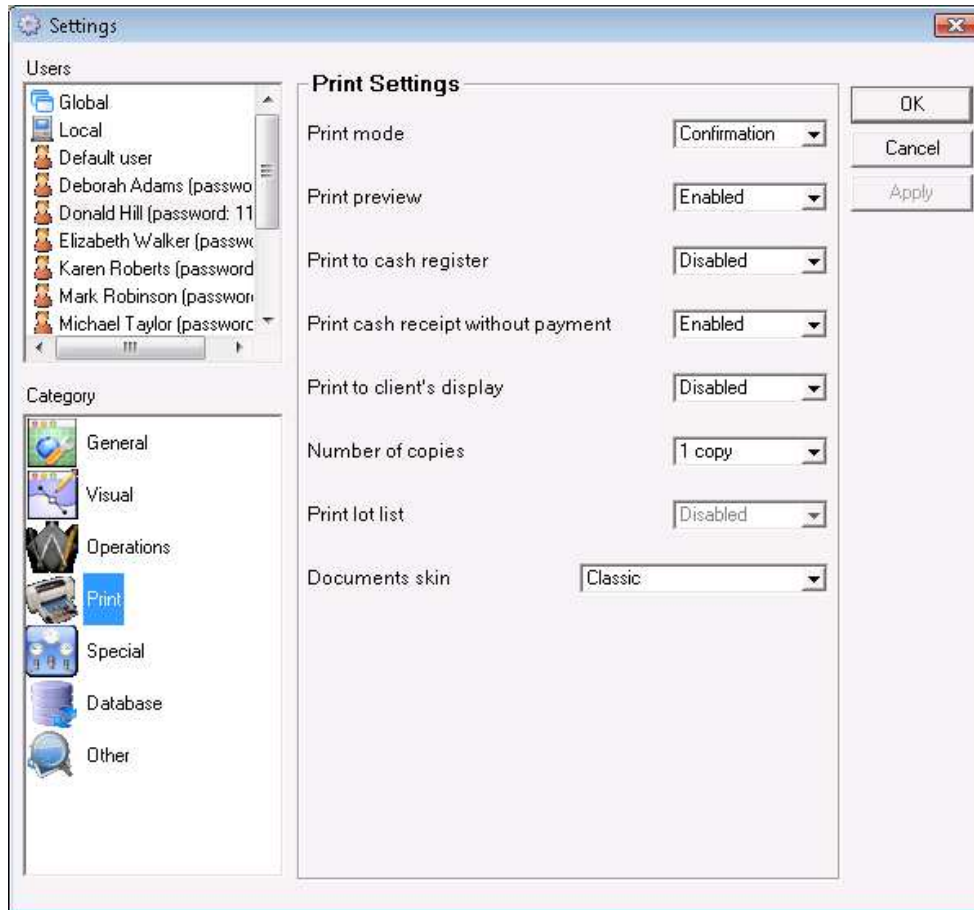 Settings
Users
Global
Local
Default user
Deborah Adams (passwo
Donald Hill (password: 11
Elizabeth Walker (passwo
Karen Roberts (password
Mark Robinson (passwor
Michael Taylor (password
Category
General
Visual
Operations
Print
Special
Database
Other
Print Settings
Print mode Confirmation
Print preview Enabled
Print to cash register Disabled
Print cash receipt without payment Enabled
Print to client's display Disabled
Number of copies 1 copy
Print lot list Disabled
Documents skin Classic
OK
Cancel
Apply